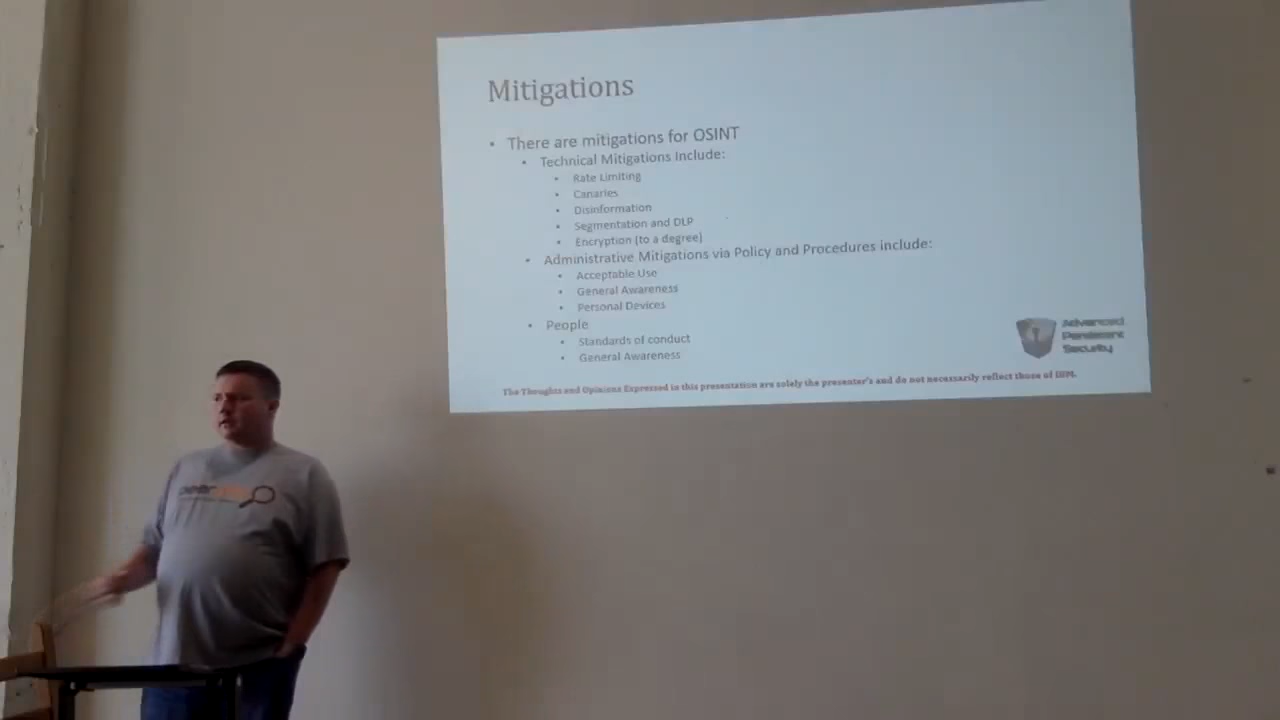 Mitigations
• There are mitigations for OSINT
• Technical Mitigations Include:
• Rate Limiting
• Canaries
• Disinformation
• Segmentation and DLP
• Encryption (to a degree)
• Administrative Mitigations via Policy and Procedures include:
• Acceptable Use
• General Awareness
• Personal Devices
• People
• Standards of conduct
• General Awareness
Advanced
Persistent
Security
The Thoughts and Opinions Expressed in this presentation are solely the presenter's and do not necessarily reflect those of IBM.